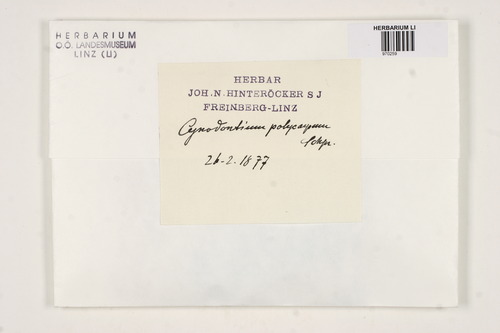 HERBARIUM
O.Ö. LANDESMUSEUM
LINZ (LI)
HERBARIUM LI
HERBAR
JOH. N. HINTERÖCKER S J
FREINBERG-LINZ
Cynodontium polycarpum
Schpr.
26-2.1877